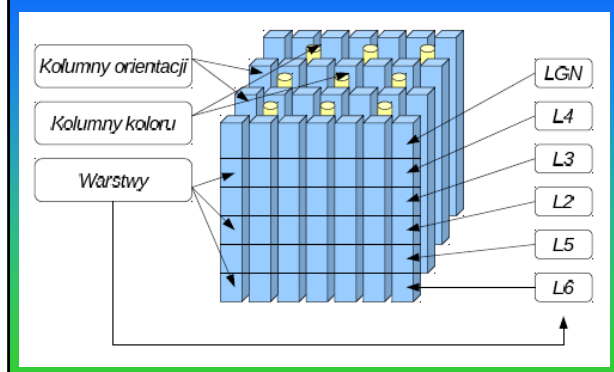 Kolumny orientacji
Kolumny koloru
Warstwy
LGN
L4
L3
L2
L5
L6